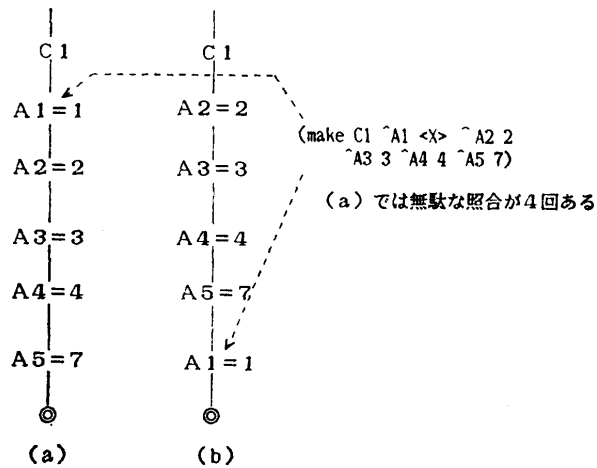 C1
A1=1
A2=2
A3=3
A4=4
A5=7
(a)
C1
A2=2
A3=3
A4=4
A5=7
A1=1
(b)
(make C1 ^A1 <X> ^A2 2
^A3 3 ^A4 4 ^A5 7)
(a)では無駄な照合が4回ある